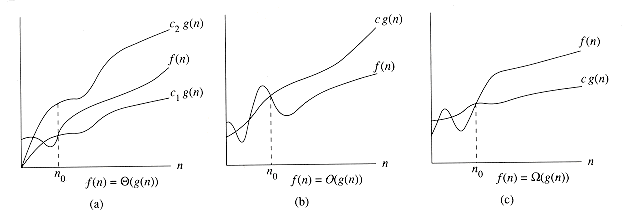 c₂ g(n)
f(n)
c₁ g(n)
n
n₀
f(n) = Θ(g(n))
(a)
c g(n)
f(n)
n
n₀
f(n) = O(g(n))
(b)
f(n)
c g(n)
n
n₀
f(n) = Ω(g(n))
(c)